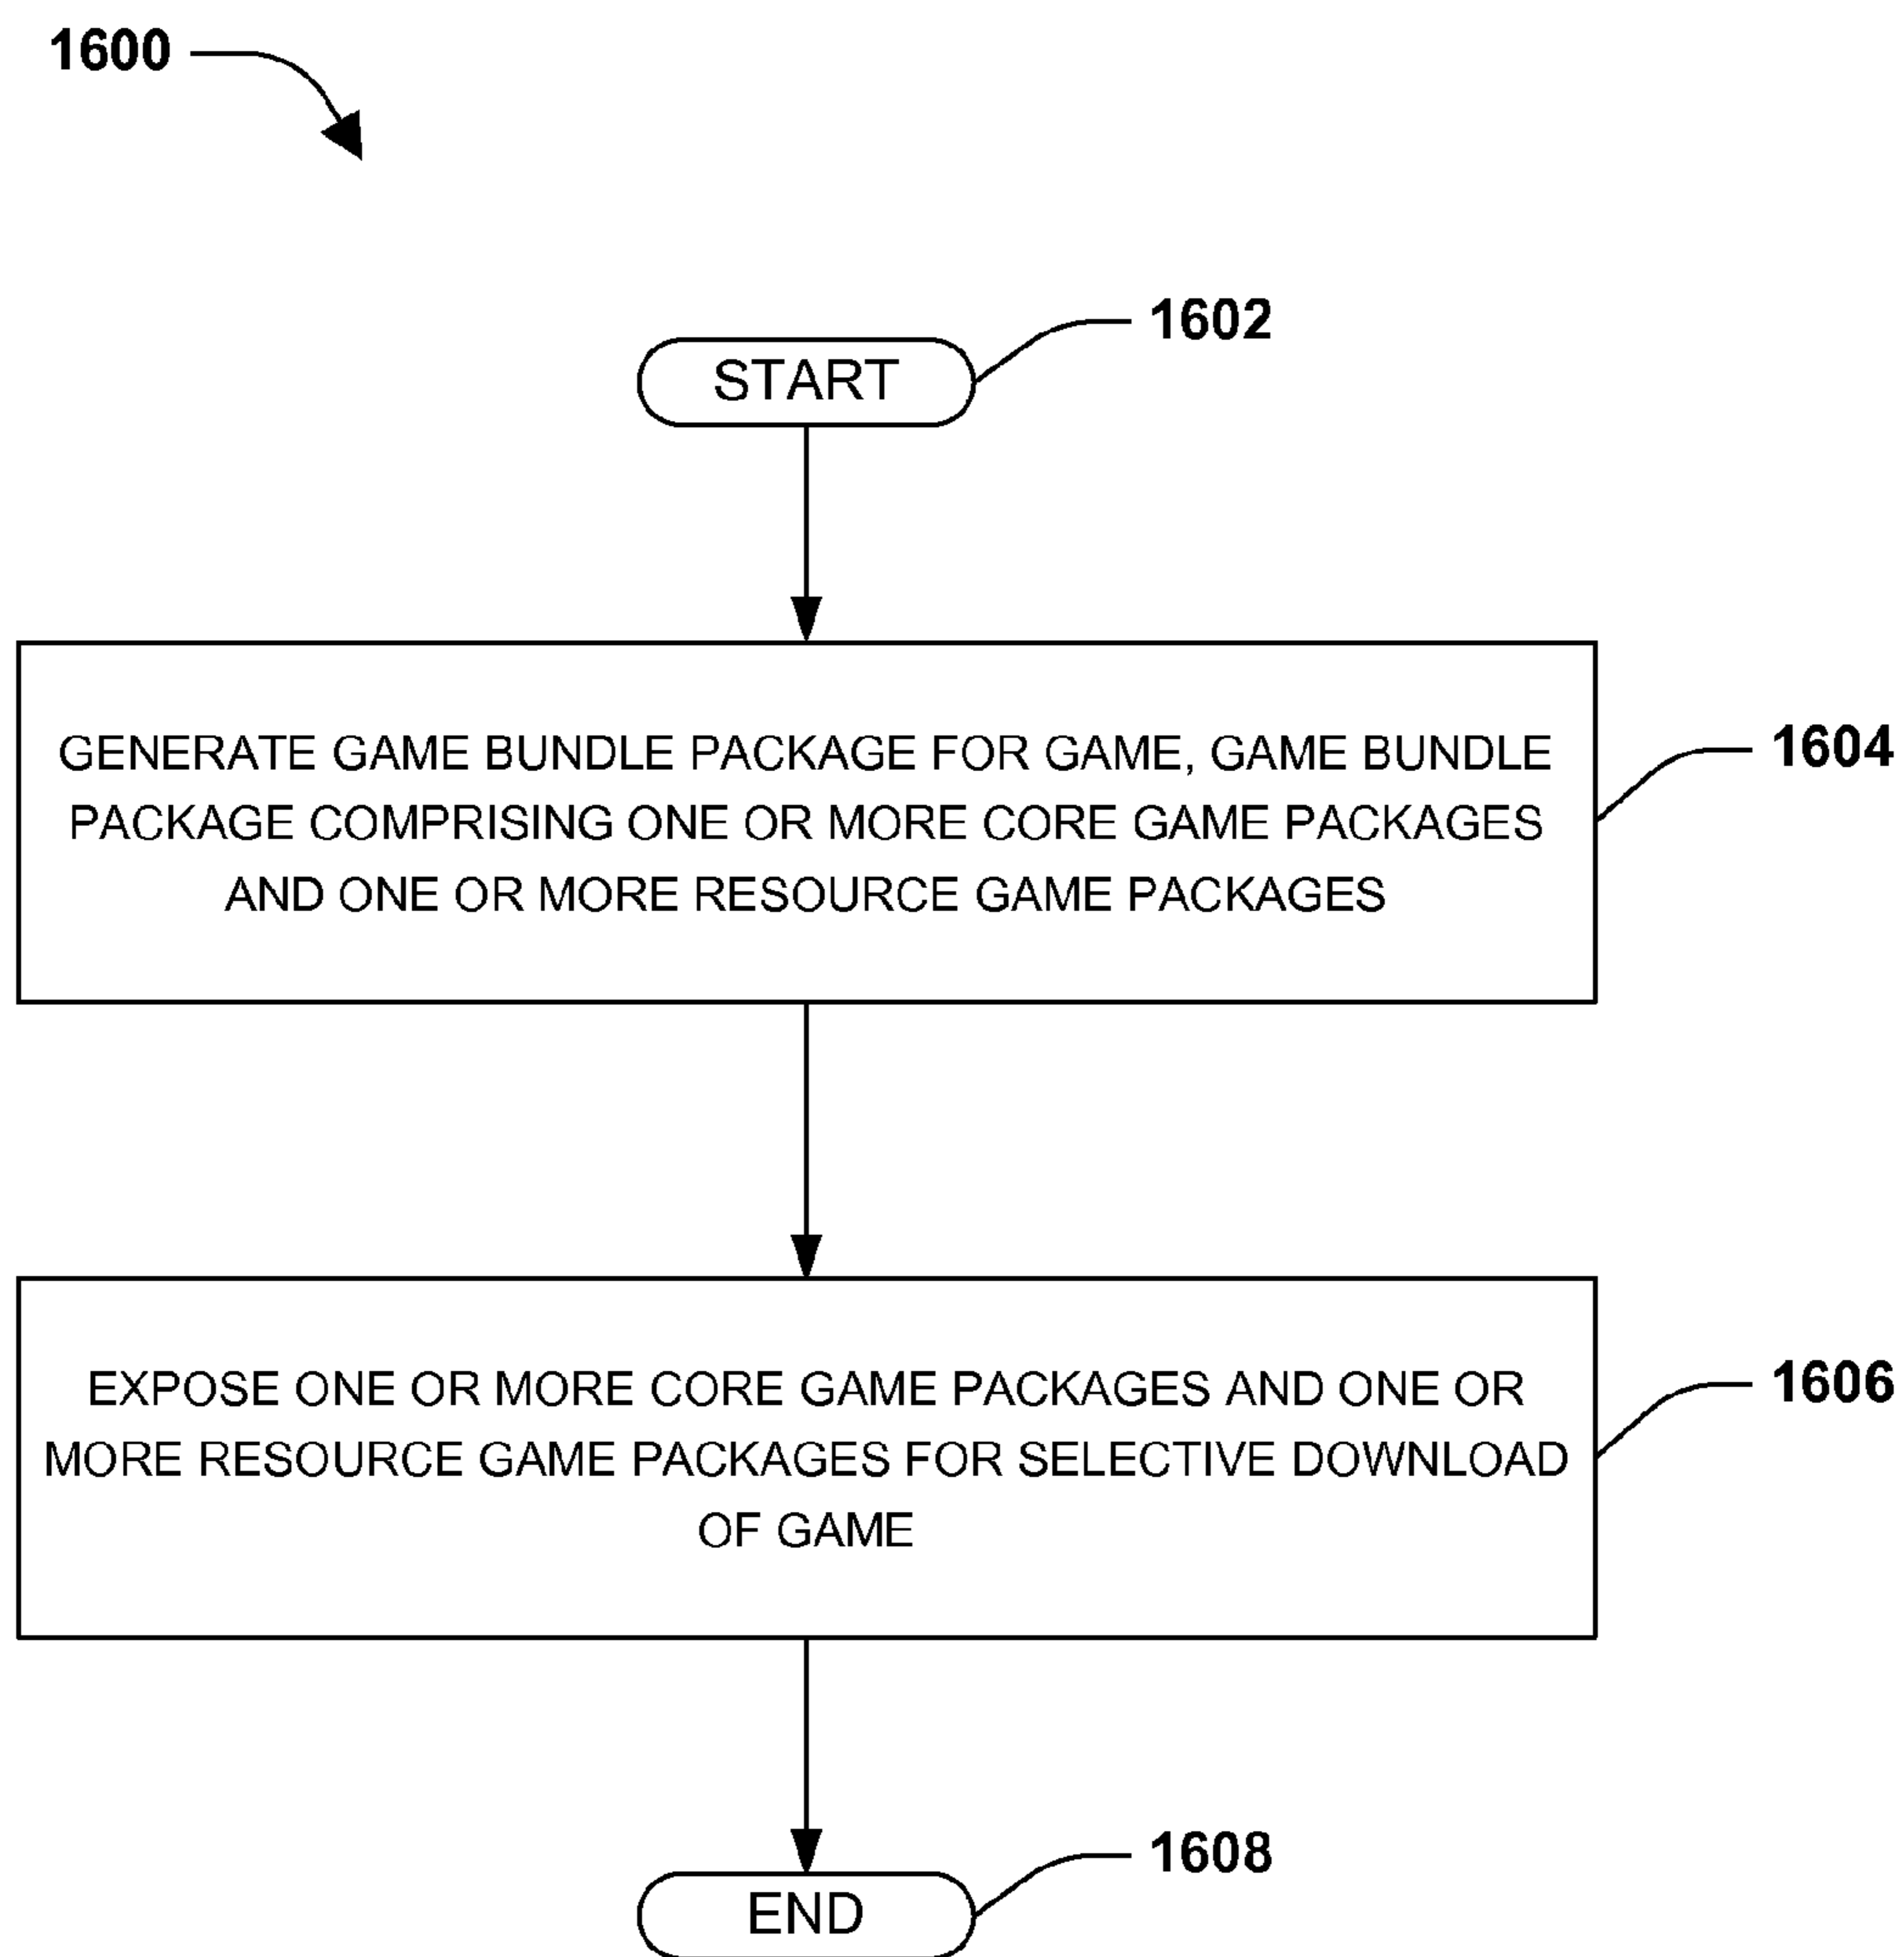 1600
1602
START
GENERATE GAME BUNDLE PACKAGE FOR GAME, GAME BUNDLE
PACKAGE COMPRISING ONE OR MORE CORE GAME PACKAGES
AND ONE OR MORE RESOURCE GAME PACKAGES
1604
EXPOSE ONE OR MORE CORE GAME PACKAGES AND ONE OR
MORE RESOURCE GAME PACKAGES FOR SELECTIVE DOWNLOAD
OF GAME
1606
1608
END